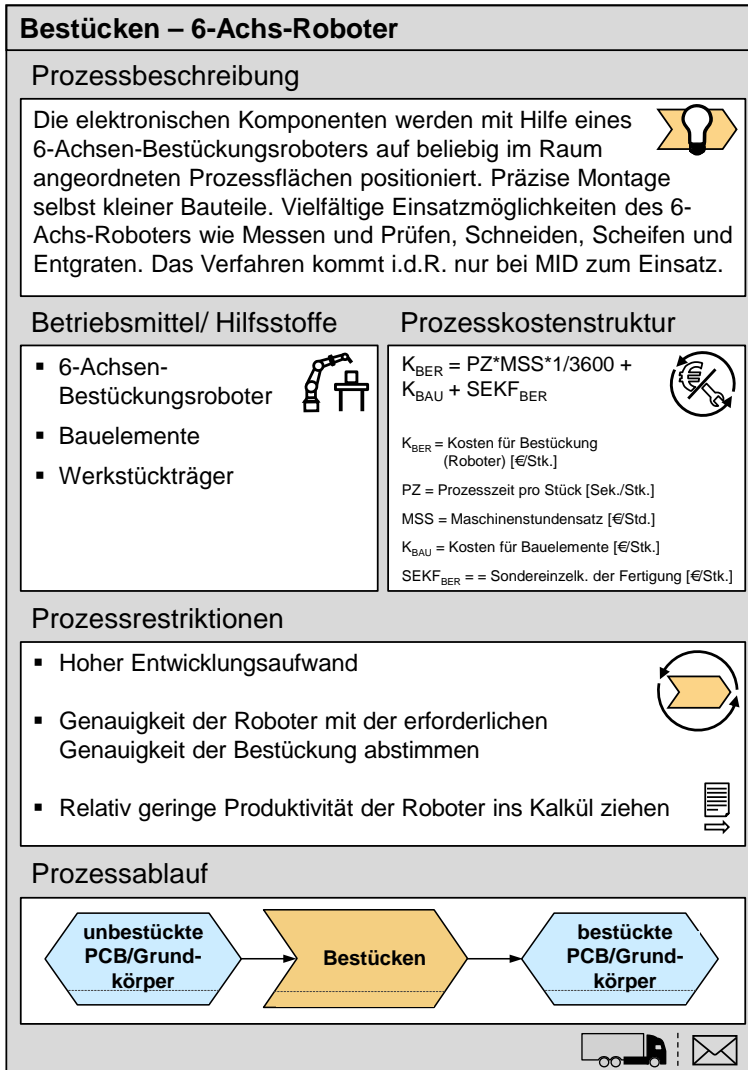 Bestücken – 6-Achs-Roboter
Prozessbeschreibung
Die elektronischen Komponenten werden mit Hilfe eines
6-Achsen-Bestückungsroboters auf beliebig im Raum
angeordneten Prozessflächen positioniert. Präzise Montage
selbst kleiner Bauteile. Vielfältige Einsatzmöglichkeiten des 6-
Achs-Roboters wie Messen und Prüfen, Schneiden, Scheifen und
Entgraten. Das Verfahren kommt i.d.R. nur bei MID zum Einsatz.
Betriebsmittel/ Hilfsstoffe
▪ 6-Achsen-
Bestückungsroboter
▪ Bauelemente
▪ Werkstückträger
Prozesskostenstruktur
K_BER = PZ*MSS*1/3600 +
K_BAU + SEKF_BER
K_BER = Kosten für Bestückung
(Roboter) [€/Stk.]
PZ = Prozesszeit pro Stück [Sek./Stk.]
MSS = Maschinenstundensatz [€/Std.]
K_BAU = Kosten für Bauelemente [€/Stk.]
SEKF_BER = = Sondereinzelk. der Fertigung [€/Stk.]
Prozessrestriktionen
▪ Hoher Entwicklungsaufwand
▪ Genauigkeit der Roboter mit der erforderlichen
Genauigkeit der Bestückung abstimmen
▪ Relativ geringe Produktivität der Roboter ins Kalkül ziehen
Prozessablauf
unbestückte
PCB/Grund-
körper
Bestücken
bestückte
PCB/Grund-
körper